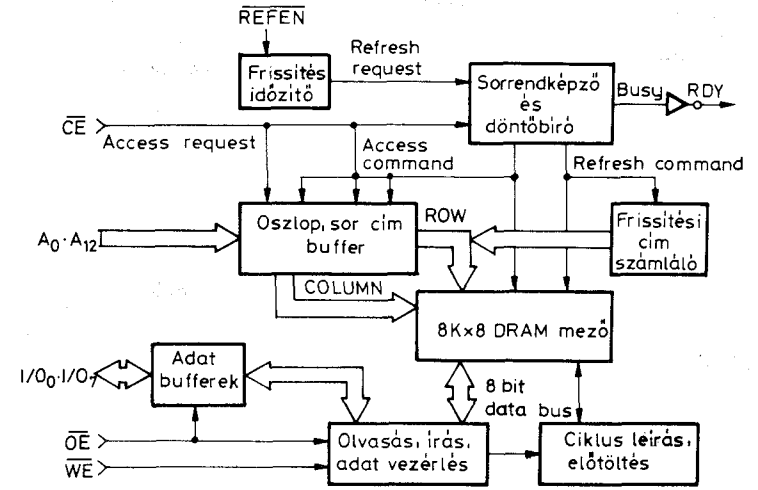 REFEN
Refresh
request
Frissítés
időzítő
Sorrendképző
és
döntőbíró
Busy
RDY
CE
Access request
Access
command
Refresh command
A0·A12
Oszlop, sor cím
buffer
ROW
Frissítési
cím
számláló
COLUMN
8K×8 DRAM mező
I/O0·I/O7
Adat
bufferek
8 bit
data bus
OE
WE
Olvasás, írás,
adat vezérlés
Ciklus leírás,
előtöltés